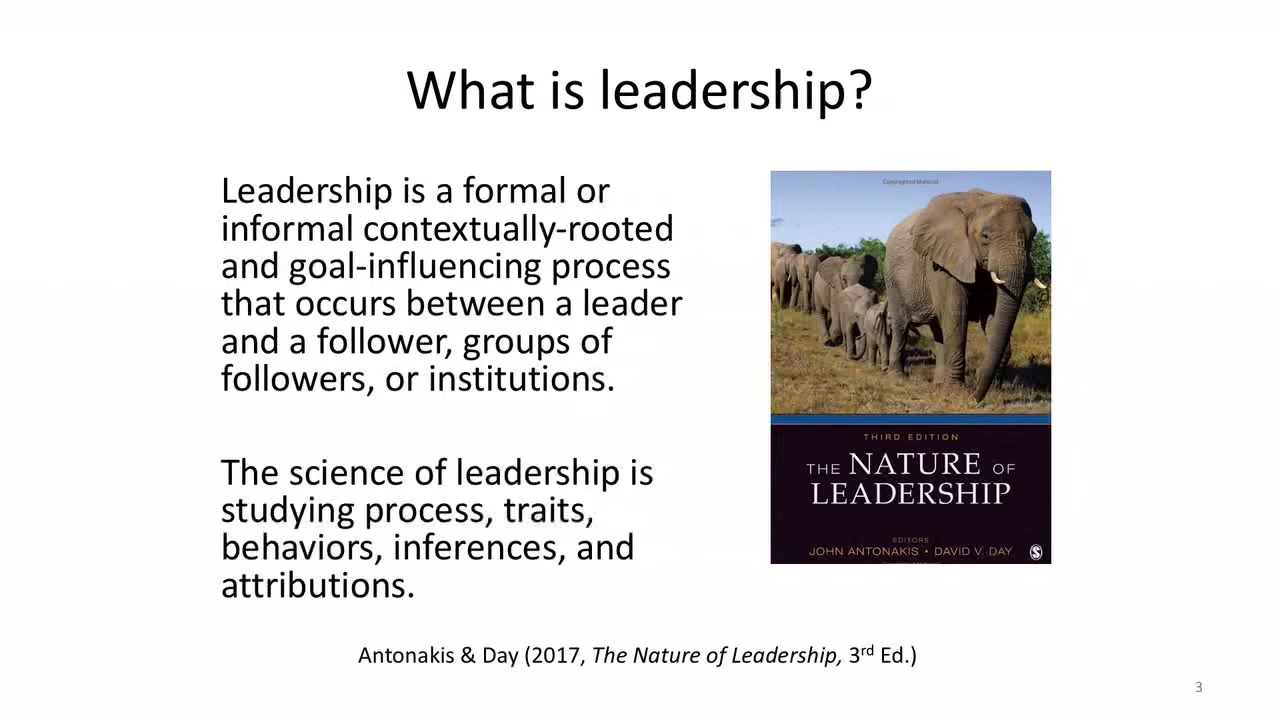 What is leadership?
Leadership is a formal or
informal contextually-rooted
and goal-influencing process
that occurs between a leader
and a follower, groups of
followers, or institutions.
The science of leadership is
studying process, traits,
behaviors, inferences, and
attributions.
Copyrighted Material
THIRD EDITION
THE NATURE OF
LEADERSHIP
EDITORS
JOHN ANTONAKIS • DAVID V. DAY
Antonakis & Day (2017, The Nature of Leadership, 3rd Ed.)
3